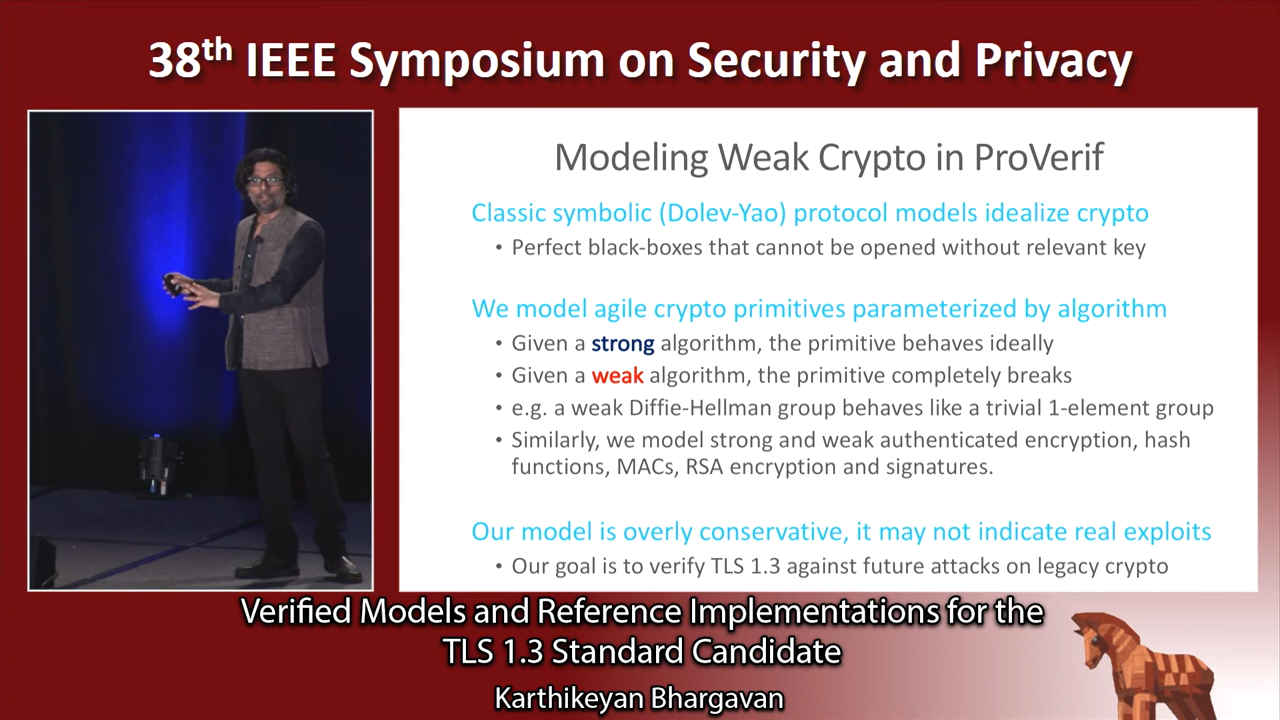 38th IEEE Symposium on Security and Privacy
Modeling Weak Crypto in ProVerif
Classic symbolic (Dolev-Yao) protocol models idealize crypto
• Perfect black-boxes that cannot be opened without relevant key
We model agile crypto primitives parameterized by algorithm
• Given a strong algorithm, the primitive behaves ideally
• Given a weak algorithm, the primitive completely breaks
• e.g. a weak Diffie-Hellman group behaves like a trivial 1-element group
• Similarly, we model strong and weak authenticated encryption, hash
functions, MACs, RSA encryption and signatures.
Our model is overly conservative, it may not indicate real exploits
• Our goal is to verify TLS 1.3 against future attacks on legacy crypto
Verified Models and Reference Implementations for the
TLS 1.3 Standard Candidate
Karthikeyan Bhargavan